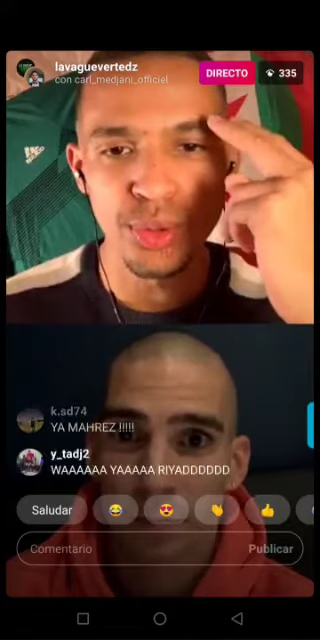 lavaguevertedz
con carl_medjani_officiel
DIRECTO
335
k.sd74
YA MAHREZ !!!!!
y_tadj2
WAAAAAA YAAAAA RIYADDDDDD
Saludar
Comentario
Publicar